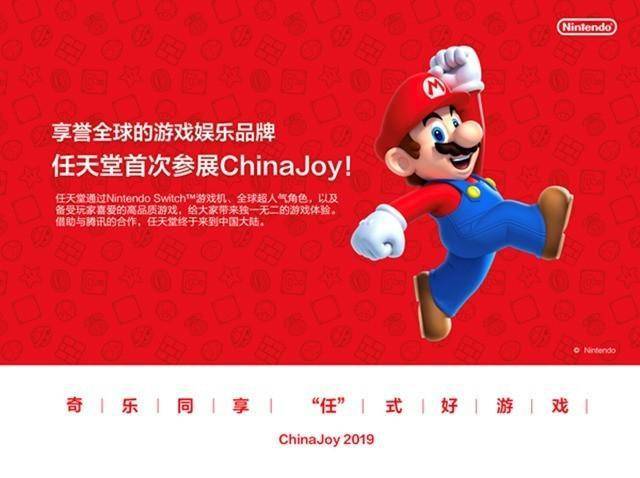 Nintendo
享誉全球的游戏娱乐品牌
任天堂首次参展ChinaJoy！
任天堂通过Nintendo Switch™游戏机、全球超人气角色，以及
备受玩家喜爱的高品质游戏，给大家带来独一无二的游戏体验。
借助与腾讯的合作，任天堂终于来到中国大陆。
M
© Nintendo
奇 | 乐 | 同 | 享 | “任” | 式 | 好 | 游 | 戏 |
ChinaJoy 2019